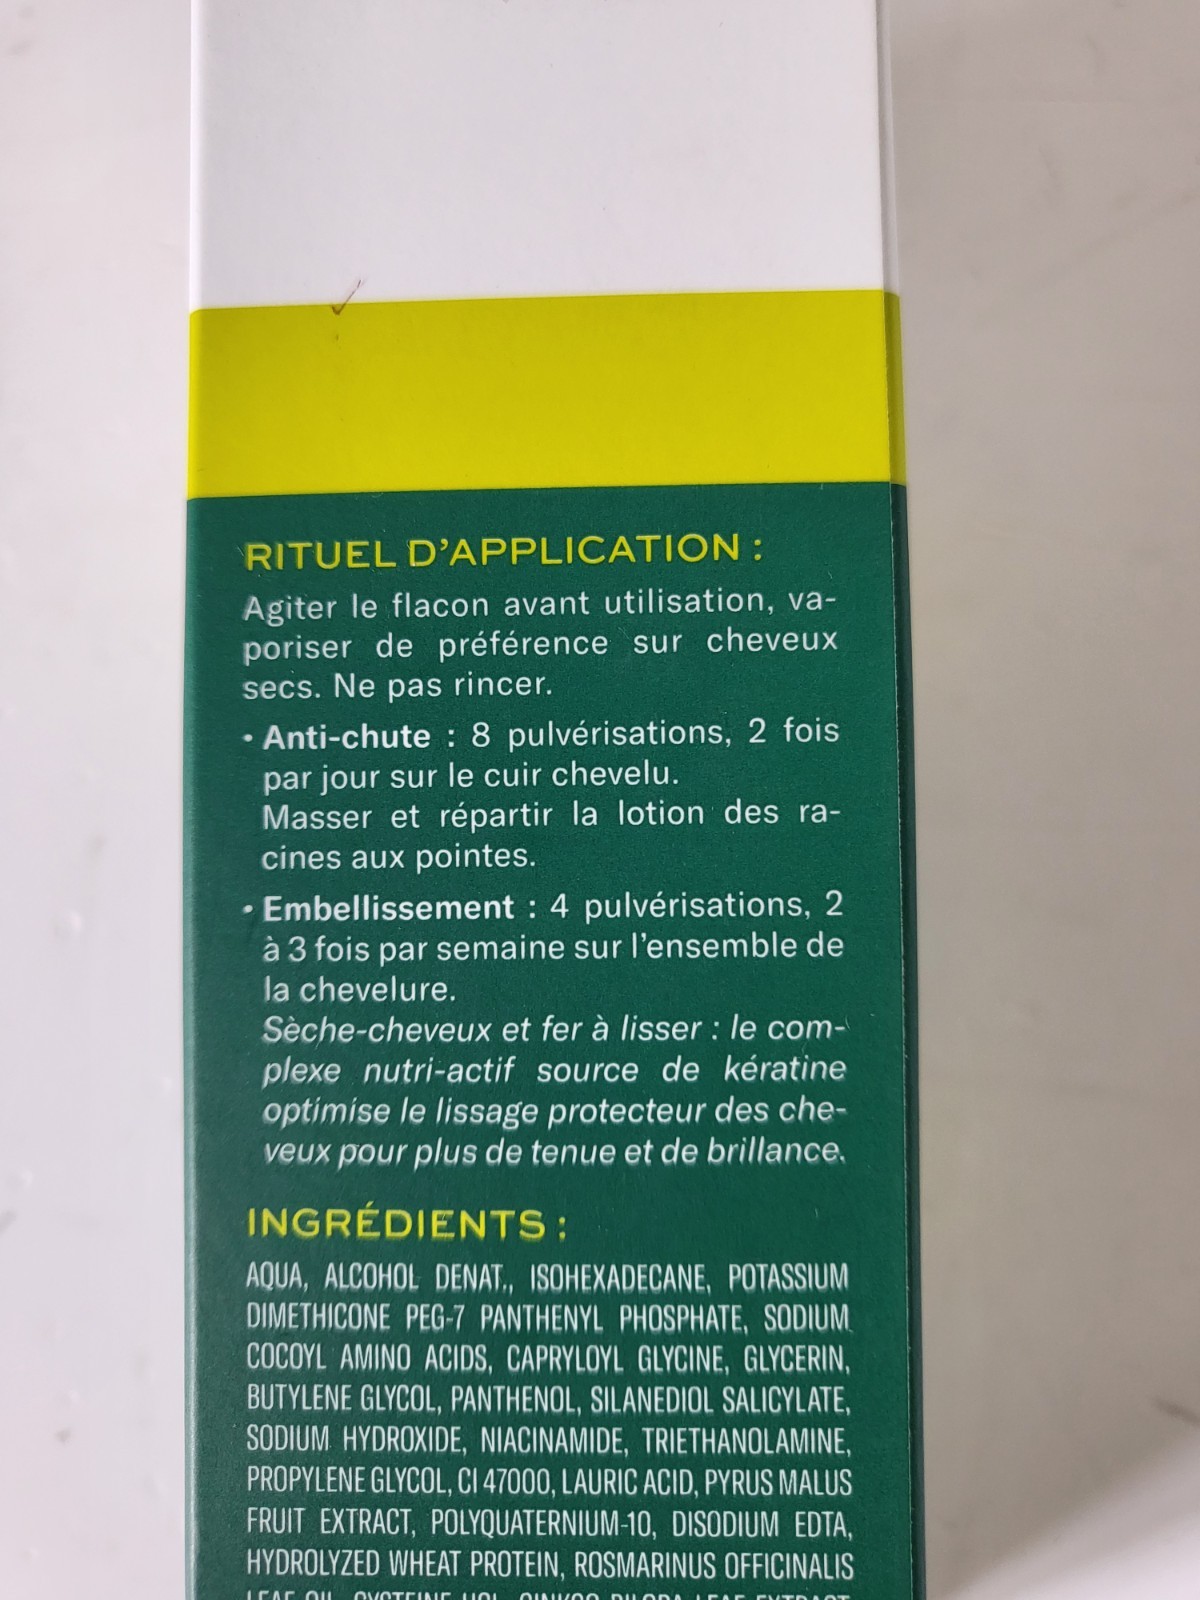 RITUEL D'APPLICATION :
Agiter le flacon avant utilisation, va-
poriser de préférence sur cheveux
secs. Ne pas rincer.
• Anti-chute : 8 pulvérisations, 2 fois
par jour sur le cuir chevelu.
Masser et répartir la lotion des ra-
cines aux pointes.
• Embellissement : 4 pulvérisations, 2
à 3 fois par semaine sur l'ensemble de
la chevelure.
Sèche-cheveux et fer à lisser : le com-
plexe nutri-actif source de kératine
optimise le lissage protecteur des che-
veux pour plus de tenue et de brillance.
INGRÉDIENTS :
AQUA, ALCOHOL DENAT., ISOHEXADECANE, POTASSIUM
DIMETHICONE PEG-7 PANTHENYL PHOSPHATE, SODIUM
COCOYL AMINO ACIDS, CAPRYLOYL GLYCINE, GLYCERIN,
BUTYLENE GLYCOL, PANTHENOL, SILANEDIOL SALICYLATE,
SODIUM HYDROXIDE, NIACINAMIDE, TRIETHANOLAMINE,
PROPYLENE GLYCOL, CI 47000, LAURIC ACID, PYRUS MALUS
FRUIT EXTRACT, POLYQUATERNIUM-10, DISODIUM EDTA,
HYDROLYZED WHEAT PROTEIN, ROSMARINUS OFFICINALIS